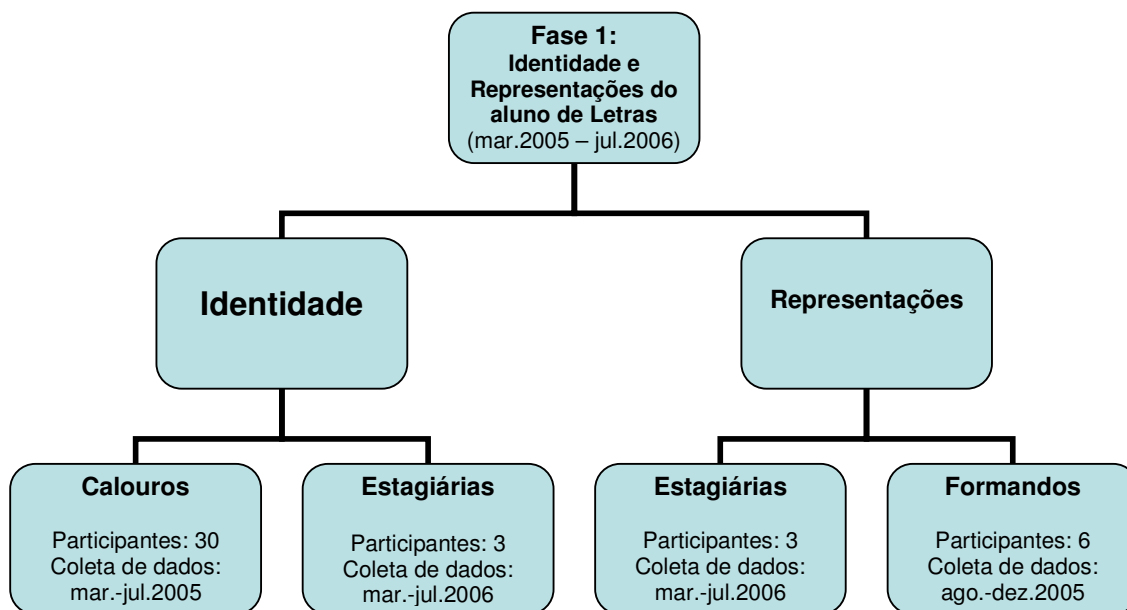 Fase 1:
Identidade e
Representações do
aluno de Letras
(mar.2005 – jul.2006)
Identidade
Representações
Calouros
Participantes: 30
Coleta de dados:
mar.-jul.2005
Estagiárias
Participantes: 3
Coleta de dados:
mar.-jul.2006
Estagiárias
Participantes: 3
Coleta de dados:
mar.-jul.2006
Formandos
Participantes: 6
Coleta de dados:
ago.-dez.2005